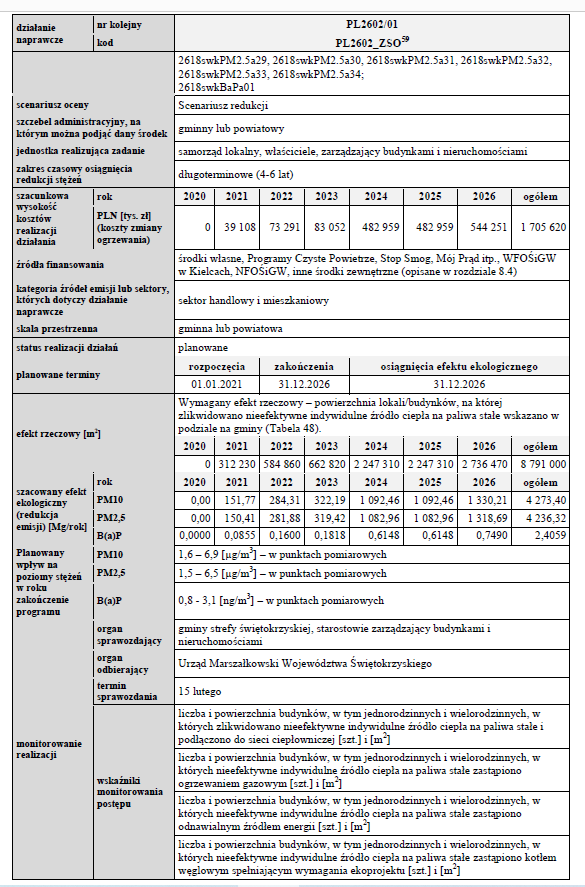 działanie naprawcze nr kolejny PL2602/01
kod PL2602_ZSO59
2618swkPM2.5a29, 2618swkPM2.5a30, 2618swkPM2.5a31, 2618swkPM2.5a32,
2618swkPM2.5a33, 2618swkPM2.5a34;
2618swkBaPa01
scenariusz oceny Scenariusz redukcji
szczebel administracyjny, na
którym można podjąć dany środek gminny lub powiatowy
jednostka realizująca zadanie samorząd lokalny, właściciele, zarządzający budynkami i nieruchomościami
zakres czasowy osiągnięcia
redukcji stężeń długoterminowe (4-6 lat)
szacunkowa
wysokość
kosztów
realizacji
działania
rok 2020 2021 2022 2023 2024 2025 2026 ogółem
PLN [tys. zł]
(koszty zmiany
ogrzewania)
0 39 108 73 291 83 052 482 959 482 959 544 251 1 705 620
źródła finansowania
środki własne, Programy Czyste Powietrze, Stop Smog, Mój Prąd itp., WFOŚiGW
w Kielcach, NFOŚiGW, inne środki zewnętrzne (opisane w rozdziale 8.4)
kategoria źródeł emisji lub sektory,
których dotyczy działanie
naprawcze
sektor handlowy i mieszkaniowy
skala przestrzenna gminna lub powiatowa
status realizacji działań planowane
planowane terminy
rozpoczęcia zakończenia osiągnięcia efektu ekologicznego
01.01.2021 31.12.2026 31.12.2026
efekt rzeczowy [m2]
Wymagany efekt rzeczowy – powierzchnia lokali/budynków, na której
zlikwidowano nieefektywne indywidulne źródło ciepła na paliwa stałe wskazano w
podziale na gminy (Tabela 48).
2020 2021 2022 2023 2024 2025 2026 ogółem
0 312 230 584 860 662 820 2 247 310 2 247 310 2 736 470 8 791 000
szacowany efekt
ekologiczny
(redukcja
emisji) [Mg/rok]
rok 2020 2021 2022 2023 2024 2025 2026 ogółem
PM10 0,00 151,77 284,31 322,19 1 092,46 1 092,46 1 330,21 4 273,40
PM2,5 0,00 150,41 281,88 319,42 1 082,96 1 082,96 1 318,69 4 236,32
B(a)P 0,0000 0,0855 0,1600 0,1818 0,6148 0,6148 0,7490 2,4059
Planowany
wpływ na
poziomy stężeń
w roku
zakończenie
programu
PM10 1,6 – 6,9 [µg/m3] – w punktach pomiarowych
PM2,5 1,5 – 6,5 [µg/m3] – w punktach pomiarowych
B(a)P 0,8 - 3,1 [ng/m3] – w punktach pomiarowych
monitorowanie
realizacji
organ
sprawozdający
gminy strefy świętokrzyskiej, starostowie zarządzający budynkami i
nieruchomościami
organ
odbierający
Urząd Marszałkowski Województwa Świętokrzyskiego
termin
sprawozdania
15 lutego
wskaźniki
monitorowania
postępu
liczba i powierzchnia budynków, w tym jednorodzinnych i wielorodzinnych, w
których zlikwidowano nieefektywne indywidulne źródło ciepła na paliwa stałe i
podłączono do sieci ciepłowniczej [szt.] i [m2]
liczba i powierzchnia budynków, w tym jednorodzinnych i wielorodzinnych, w
których nieefektywne indywidulne źródło ciepła na paliwa stałe zastąpiono
ogrzewaniem gazowym [szt.] i [m2]
liczba i powierzchnia budynków, w tym jednorodzinnych i wielorodzinnych, w
których nieefektywne indywidulne źródło ciepła na paliwa stałe zastąpiono
odnawialnym źródłem energii [szt.] i [m2]
liczba i powierzchnia budynków, w tym jednorodzinnych i wielorodzinnych, w
których nieefektywne indywidulne źródło ciepła na paliwa stałe zastąpiono kotłem
węglowym spełniającym wymagania ekoprojektu [szt.] i [m2]